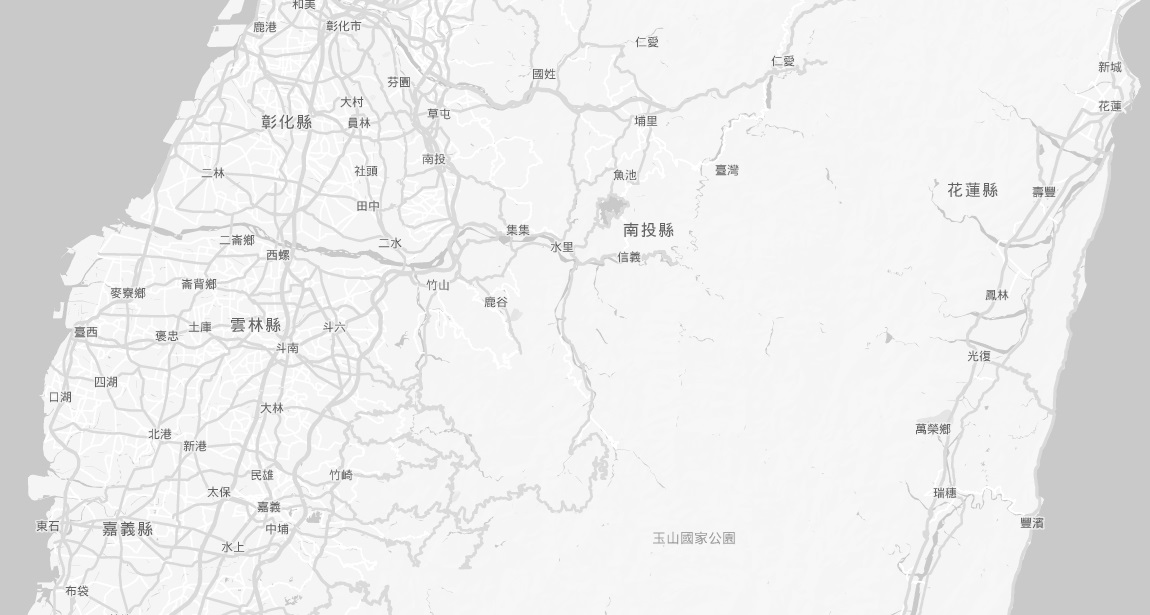 和美
鹿港
彰化市
仁愛
仁愛
新城
國姓
芬園
大村
花蓮
草屯
彰化縣
員林
埔里
南投
社頭
臺灣
二林
魚池
花蓮縣
壽豐
田中
集集
南投縣
二崙鄉
二水
水里
西螺
信義
崙背鄉
竹山
麥寮鄉
鳳林
鹿谷
雲林縣
土庫
斗六
臺西
褒忠
斗南
光復
四湖
口湖
大林
萬榮鄉
北港
新港
民雄
竹崎
太保
瑞穗
嘉義
東石
嘉義縣
中埔
豐濱
玉山國家公園
水上
布袋